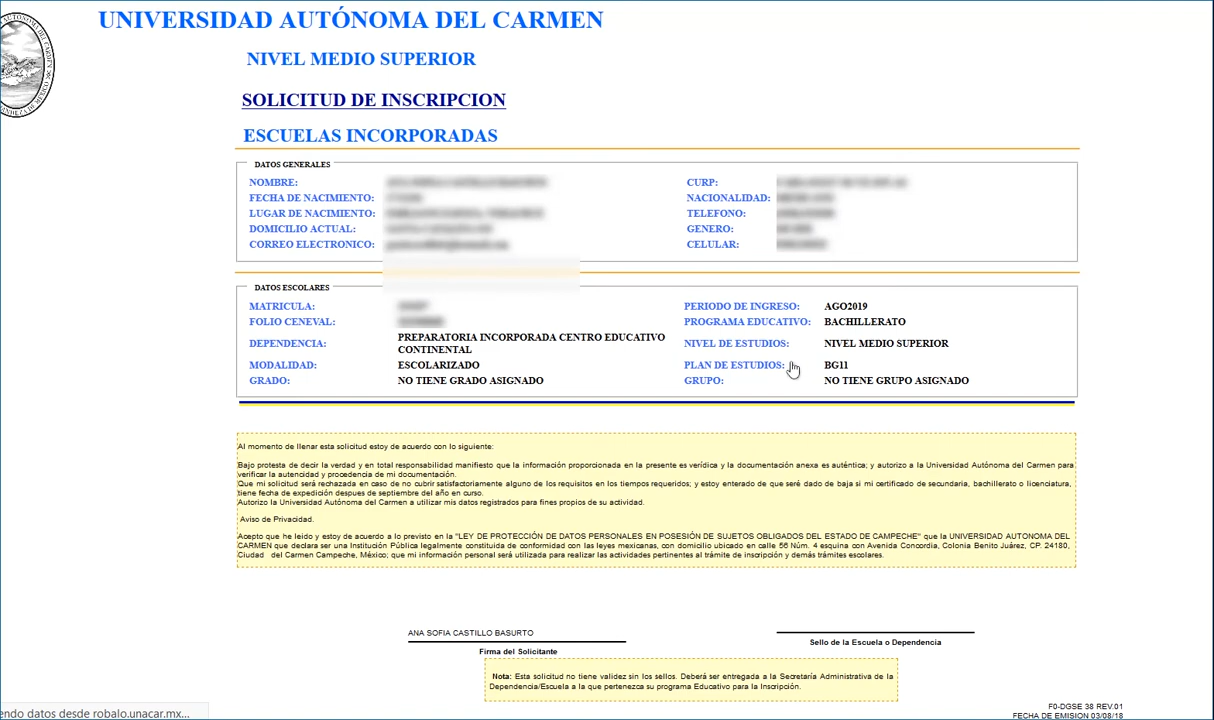 UNIVERSIDAD AUTÓNOMA DEL CARMEN
NIVEL MEDIO SUPERIOR
SOLICITUD DE INSCRIPCION
ESCUELAS INCORPORADAS
DATOS GENERALES
NOMBRE: CURP:
FECHA DE NACIMIENTO: NACIONALIDAD:
LUGAR DE NACIMIENTO: TELEFONO:
DOMICILIO ACTUAL: GENERO:
CORREO ELECTRONICO: CELULAR:
DATOS ESCOLARES
MATRICULA: PERIODO DE INGRESO: AGO2019
FOLIO CENEVAL: PROGRAMA EDUCATIVO: BACHILLERATO
DEPENDENCIA: PREPARATORIA INCORPORADA CENTRO EDUCATIVO
CONTINENTAL NIVEL DE ESTUDIOS: NIVEL MEDIO SUPERIOR
MODALIDAD: ESCOLARIZADO PLAN DE ESTUDIOS: BG11
GRADO: NO TIENE GRADO ASIGNADO GRUPO: NO TIENE GRUPO ASIGNADO
Al momento de llenar esta solicitud estoy de acuerdo con lo siguiente:
Bajo protesta de decir la verdad y en total responsabilidad manifiesto que la información proporcionada en la presente es verídica y la documentación anexa es auténtica; y autorizo a la Universidad Autónoma del Carmen para
verificar la autencidad y procedencia de mi documentación.
Que mi solicitud será rechazada en caso de no cubrir satisfactoriamente alguno de los requisitos en los tiempos requeridos; y estoy enterado de que seré dado de baja si mi certificado de secundaria, bachillerato o licenciatura,
tiene fecha de expedición despues de septiembre del año en curso.
Autorizo la Universidad Autónoma del Carmen a utilizar mis datos registrados para fines propios de su actividad.
Aviso de Privacidad.
Acepto que he leido y estoy de acuerdo a lo previsto en la "LEY DE PROTECCIÓN DE DATOS PERSONALES EN POSESIÓN DE SUJETOS OBLIGADOS DEL ESTADO DE CAMPECHE" que la UNIVERSIDAD AUTONOMA DEL
CARMEN que declara ser una Institución Pública legalmente constituida de conformidad con las leyes mexicanas, con domicilio ubicado en calle 56 Núm. 4 esquina con Avenida Concordia, Colonia Benito Juárez, CP. 24180,
Ciudad del Carmen Campeche, México; que mi información personal será utilizada para realizar las actividades pertinentes al trámite de inscripción y demás trámites escolares.
ANA SOFIA CASTILLO BASURTO
Firma del Solicitante
Sello de la Escuela o Dependencia
Nota: Esta solicitud no tiene validez sin los sellos. Deberá ser entregada a la Secretaría Administrativa de la
Dependencia/Escuela a la que pertenezca su programa Educativo para la Inscripción.
F0-DGSE 38 REV.01
FECHA DE EMISION 03/08/18
endo datos desde robalo.unacar.mx...